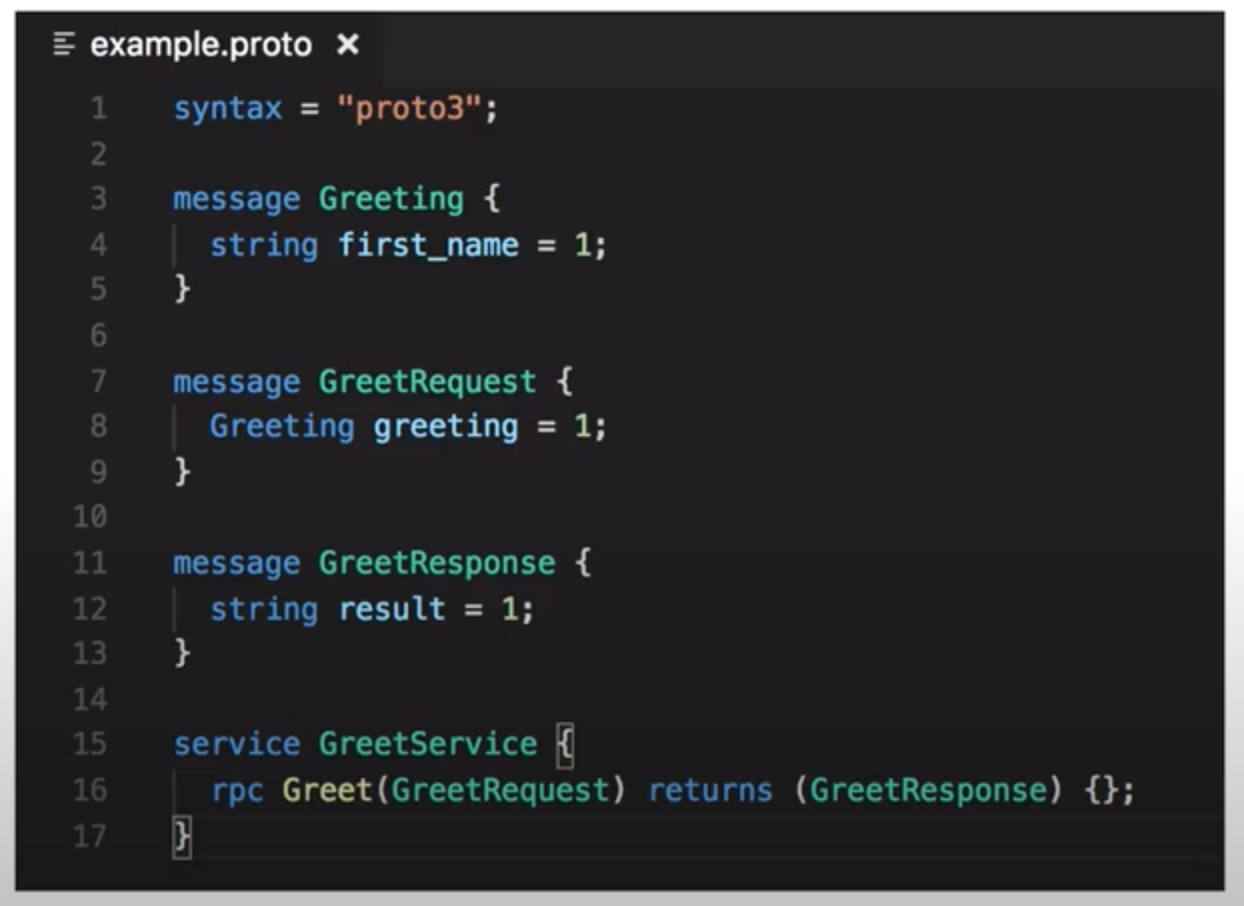 example.proto ×
1 syntax = "proto3";
2
3 message Greeting {
4   string first_name = 1;
5 }
6
7 message GreetRequest {
8   Greeting greeting = 1;
9 }
10
11 message GreetResponse {
12   string result = 1;
13 }
14
15 service GreetService {
16   rpc Greet(GreetRequest) returns (GreetResponse) {};
17 }